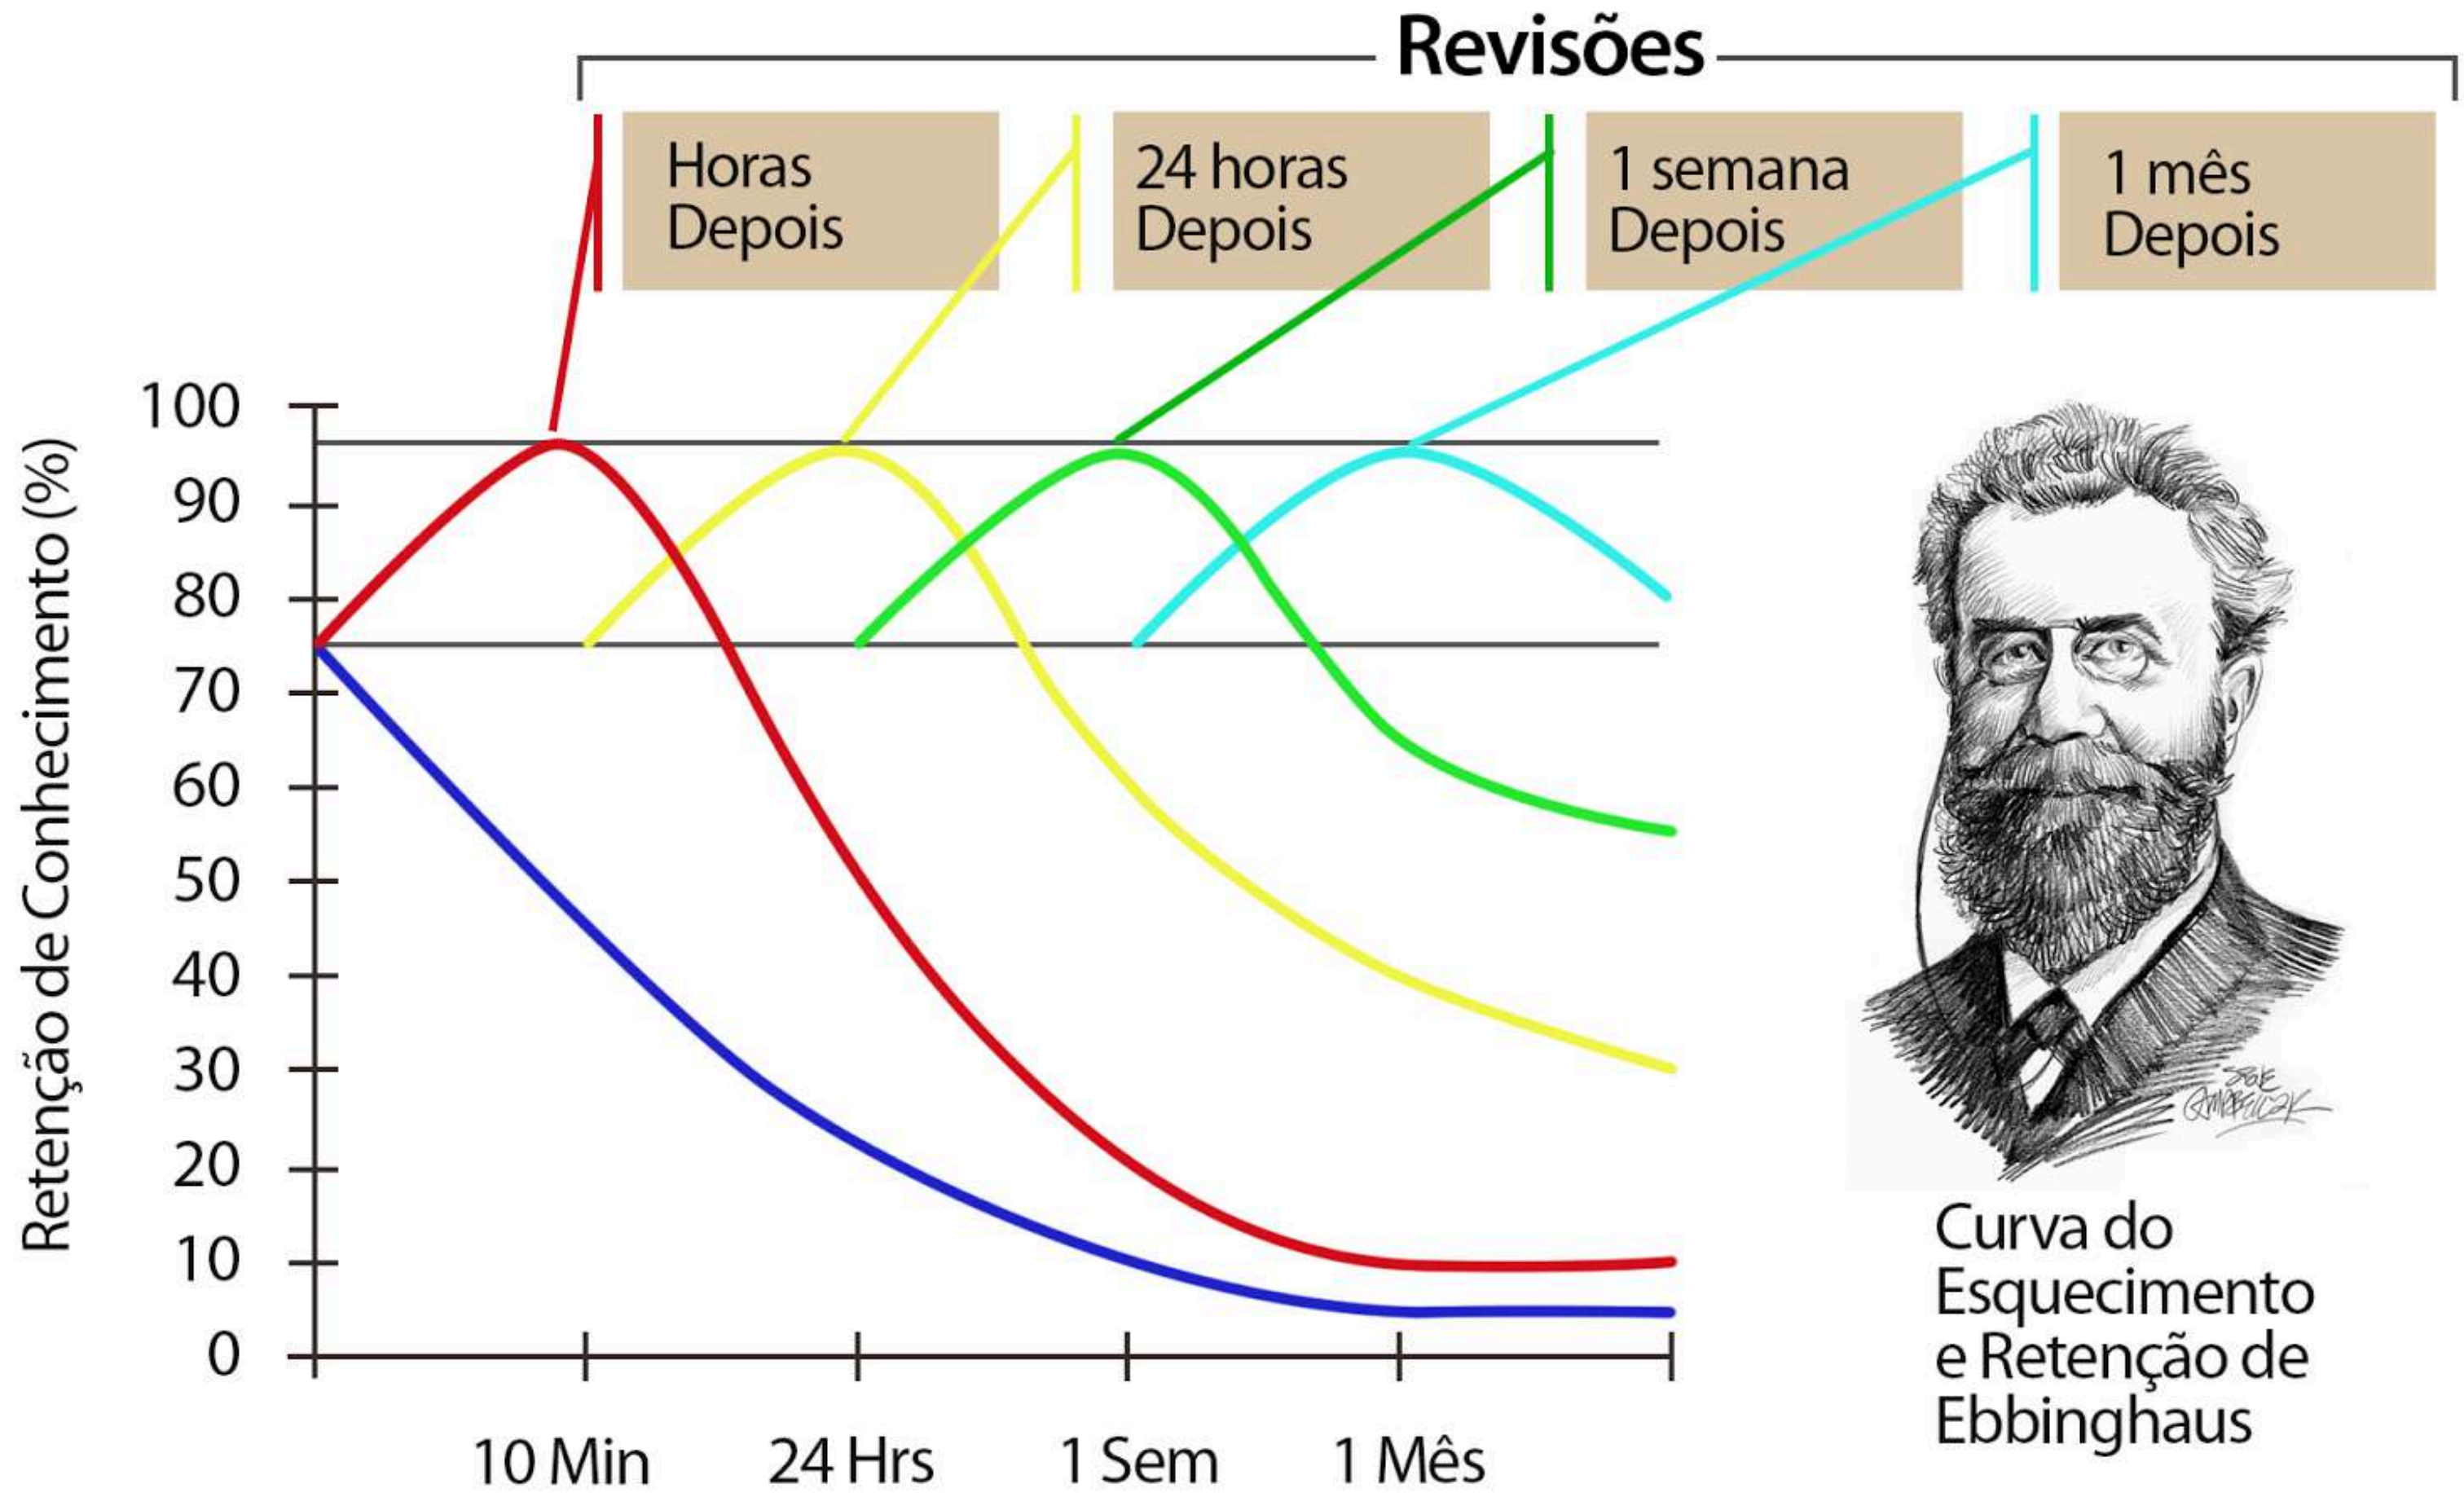 Revisões
Horas
Depois
24 horas
Depois
1 semana
Depois
1 mês
Depois
Retenção de Conhecimento (%)
100
90
80
70
60
50
40
30
20
10
0
10 Min
24 Hrs
1 Sem
1 Mês
Curva do
Esquecimento
e Retenção de
Ebbinghaus